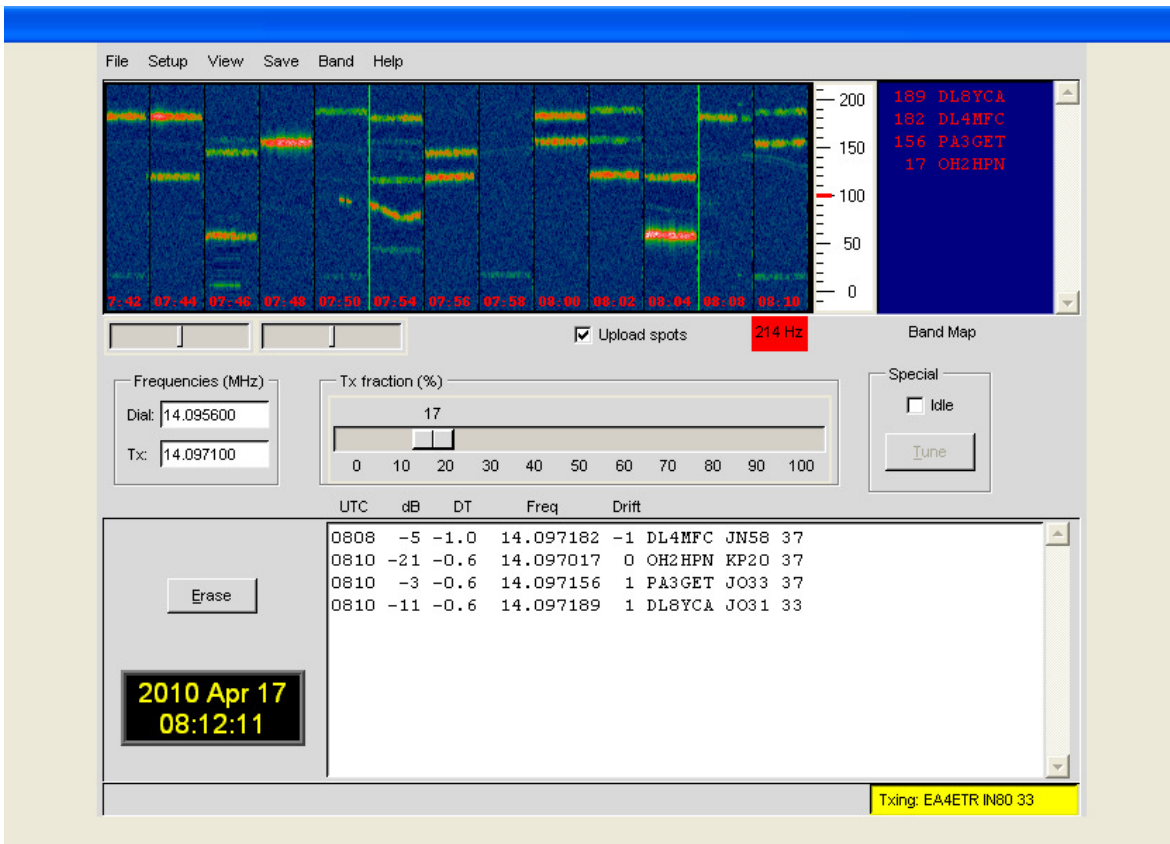 File Setup View Save Band Help
200
150
100
50
0
189 DL8YCA
182 DL4MFC
156 PA3GET
17 OH2HPN
7:42 07:44 07:46 07:48 07:50 07:54 07:56 07:58 08:00 08:02 08:04 08:08 08:10
Upload spots
214 Hz
Band Map
Frequencies (MHz)
Dial: 14.095600
Tx: 14.097100
Tx fraction (%)
17
0 10 20 30 40 50 60 70 80 90 100
Special
Idle
Tune
UTC dB DT Freq Drift
0808 -5 -1.0 14.097182 -1 DL4MFC JN58 37
0810 -21 -0.6 14.097017 0 OH2HPN KP20 37
0810 -3 -0.6 14.097156 1 PA3GET JO33 37
0810 -11 -0.6 14.097189 1 DL8YCA JO31 33
Erase
2010 Apr 17
08:12:11
Txing: EA4ETR IN80 33